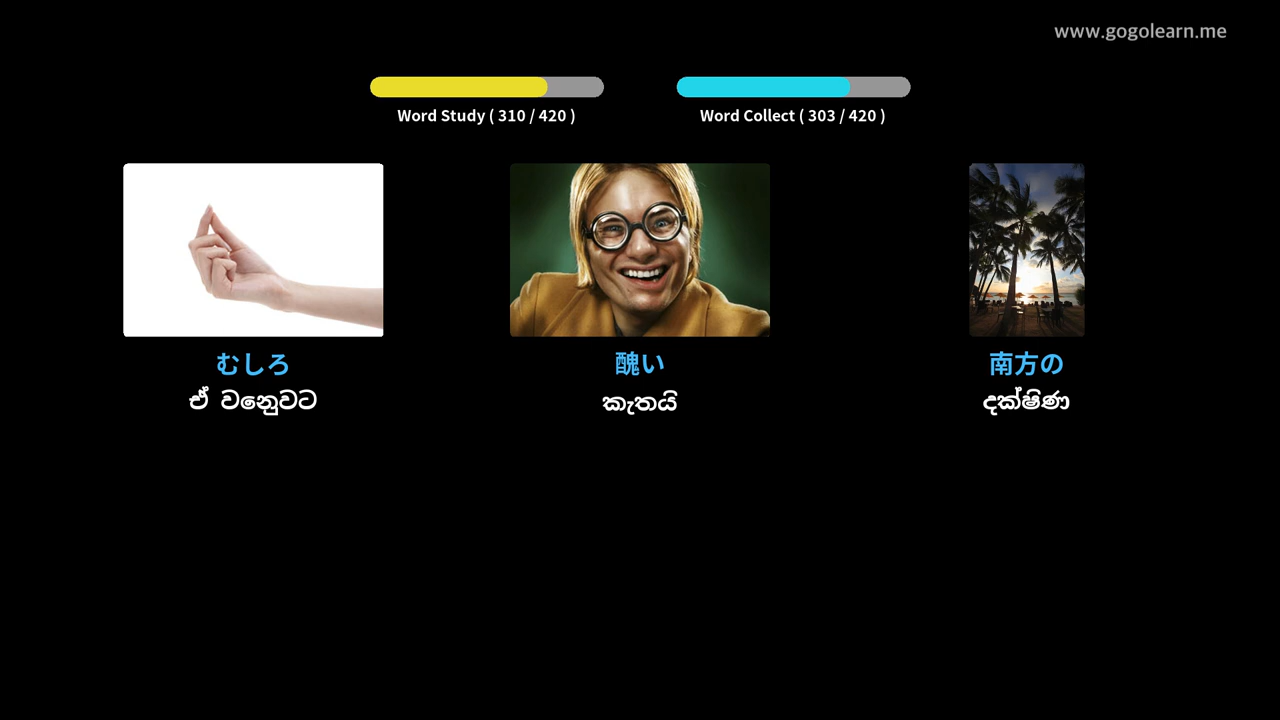 www.gogolearn.me
Word Study ( 310 / 420 )
Word Collect ( 303 / 420 )
むしろ
醜い
南方の
ඒ වනෙුවට
කැතයි
දක්ෂිණ